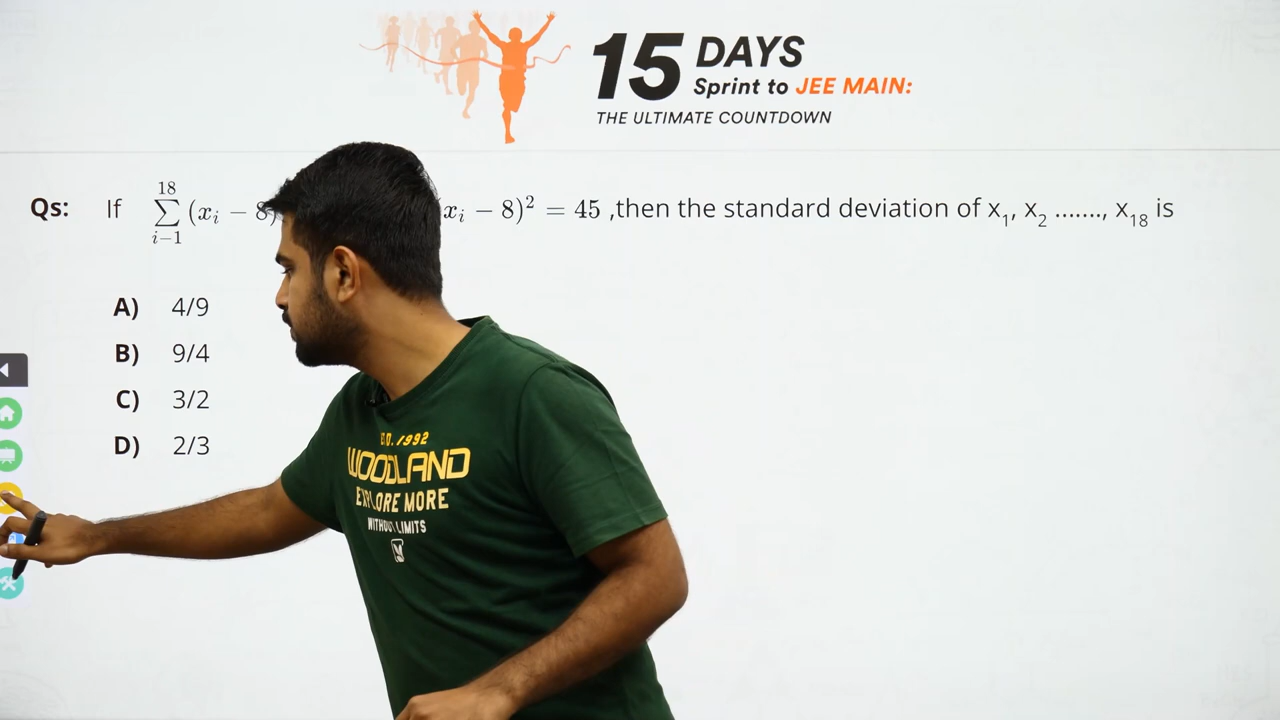 15 DAYS
Sprint to JEE MAIN:
THE ULTIMATE COUNTDOWN
Qs: If 18 ∑ i−1 (x_i − 8) x_i − 8)² = 45 ,then the standard deviation of x₁, x₂ ......., x₁₈ is
A) 4/9
B) 9/4
C) 3/2
D) 2/3
WOODLAND
EXPLORE MORE
WITHOUT LIMITS